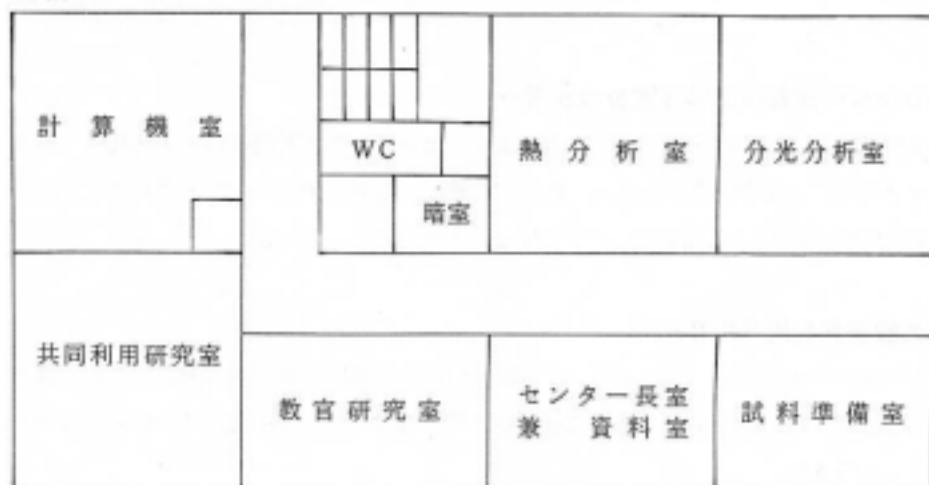 計算機室
WC
熱分析室
分光分析室
暗室
共同利用研究室
教官研究室
センター長室
兼資料室
試料準備室